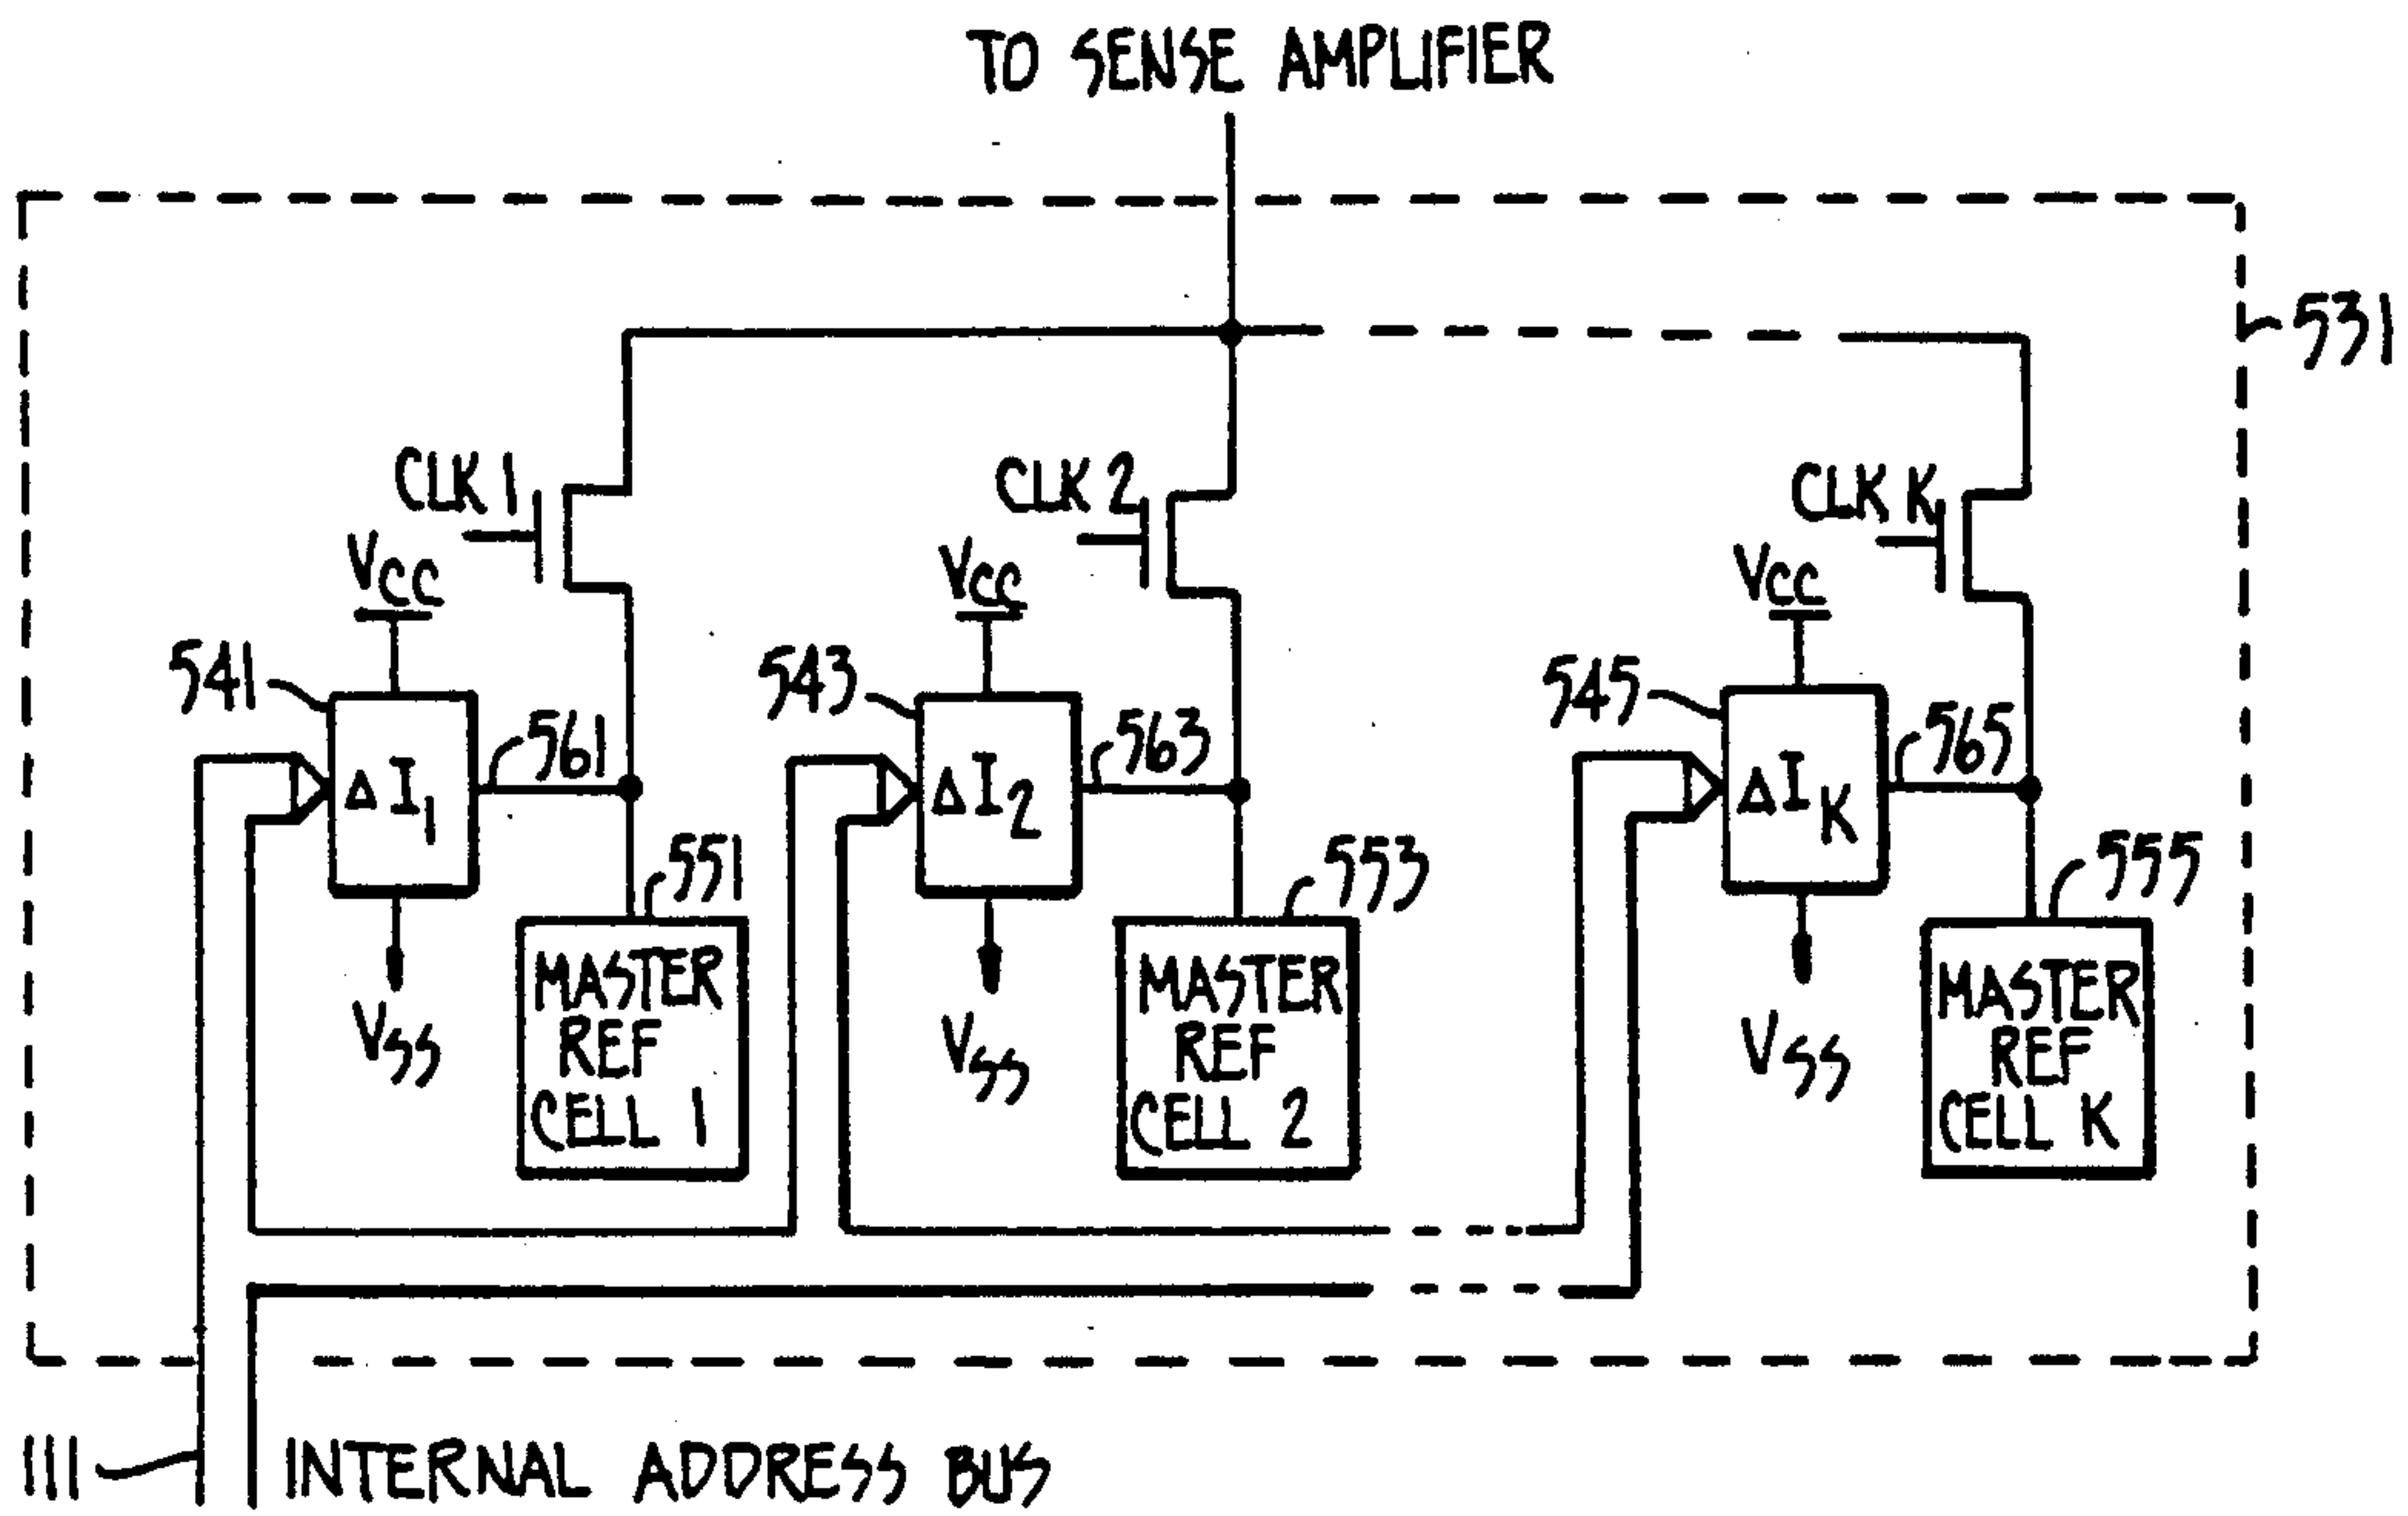 TO SENSE AMPLIFIER
531
CLK 1
CLK 2
CLK K
VCC
VCC
VCC
541
543
545
561
563
565
ΔI1
ΔI2
ΔIK
551
553
555
VSS
VSS
VSS
MASTER
REF
CELL 1
MASTER
REF
CELL 2
MASTER
REF
CELL K
111
INTERNAL ADDRESS BUS